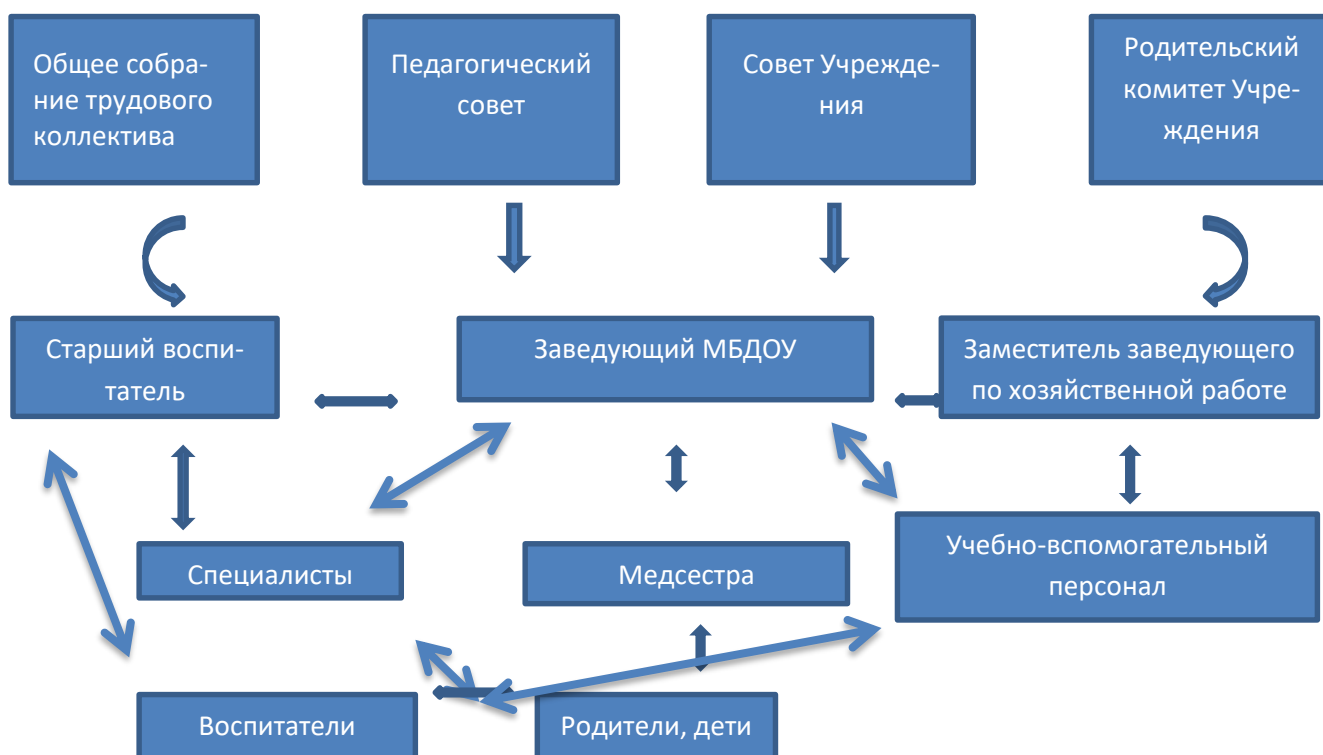 Общее собра-
ние трудового
коллектива
Педагогический
совет
Совет Учрежде-
ния
Родительский
комитет Учре-
ждения
Старший воспи-
татель
Заведующий МБДОУ
Заместитель заведующего
по хозяйственной работе
Специалисты
Медсестра
Учебно-вспомогательный
персонал
Воспитатели
Родители, дети